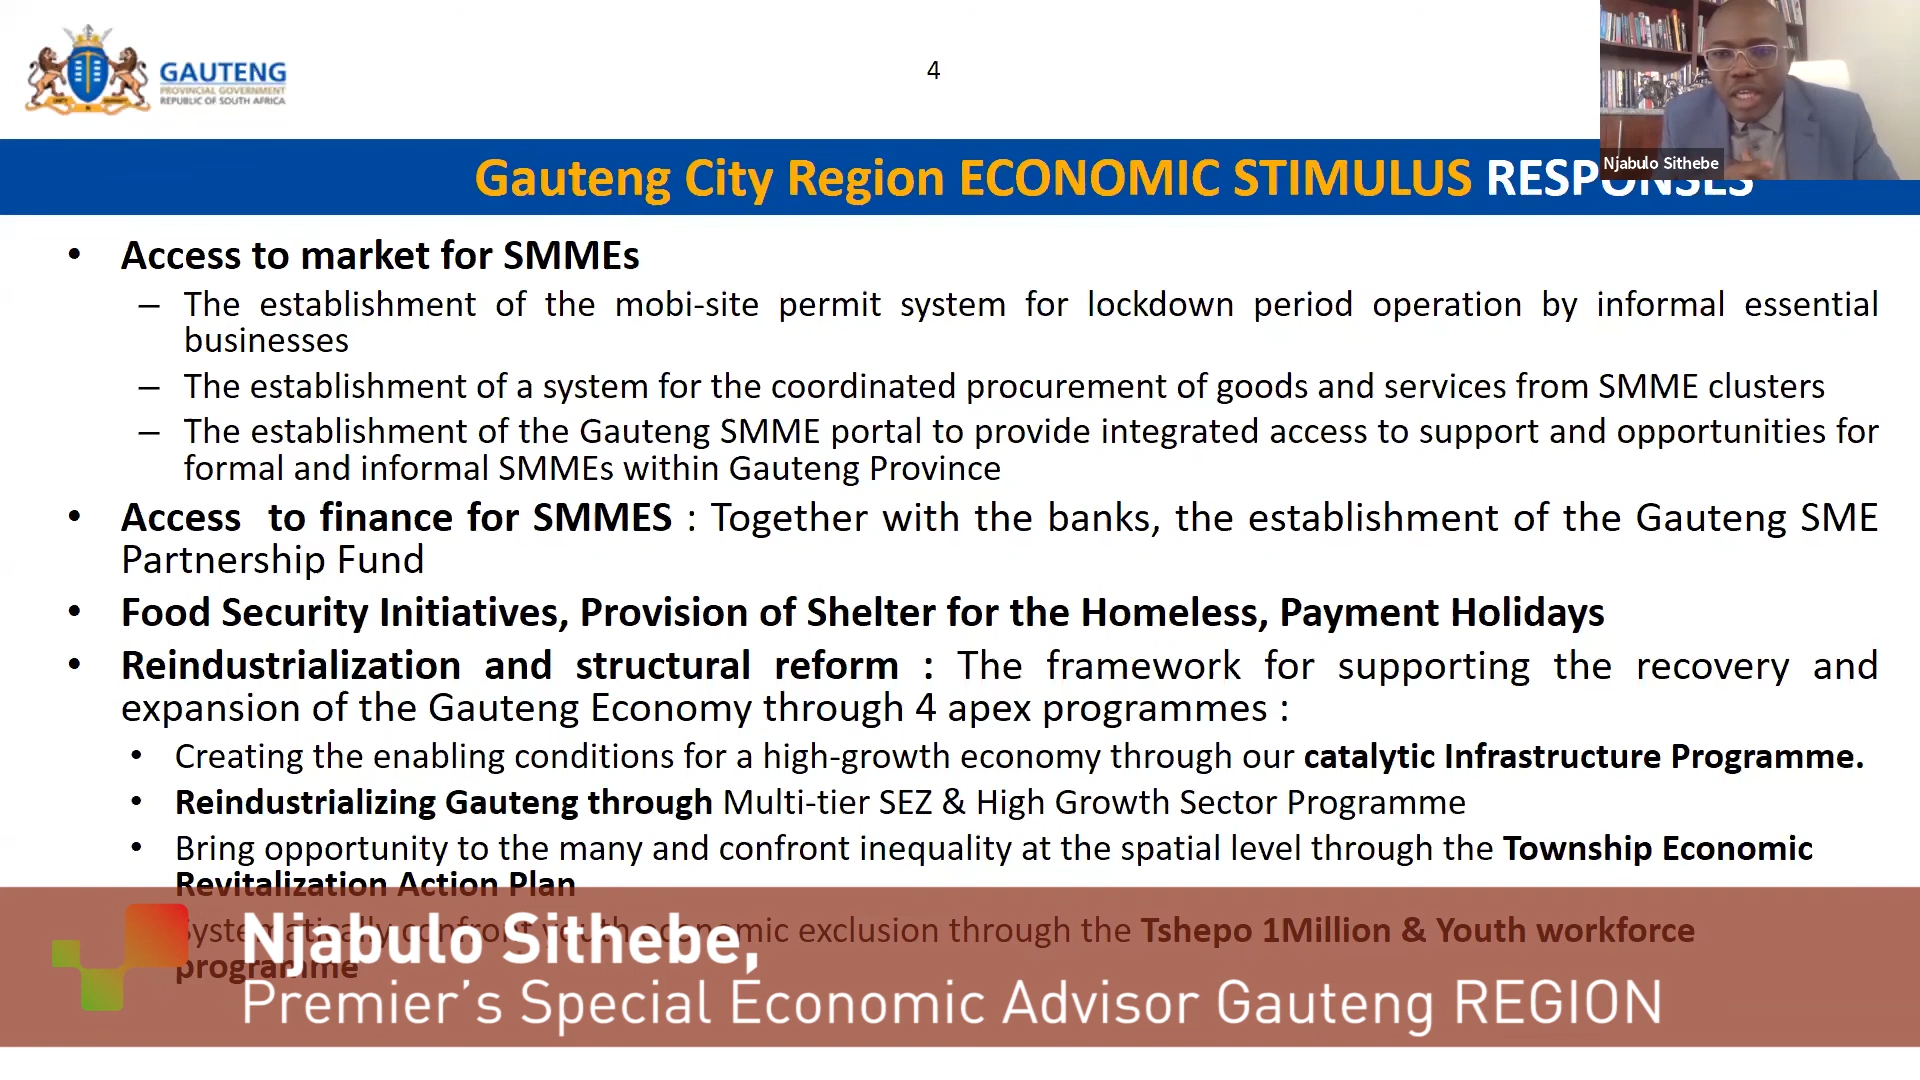 GAUTENG
PROVINCIAL GOVERNMENT
REPUBLIC OF SOUTH AFRICA
4
Njabulo Sithebe
Gauteng City Region ECONOMIC STIMULUS RESPONSES
• Access to market for SMMEs
– The establishment of the mobi-site permit system for lockdown period operation by informal essential
businesses
– The establishment of a system for the coordinated procurement of goods and services from SMME clusters
– The establishment of the Gauteng SMME portal to provide integrated access to support and opportunities for
formal and informal SMMEs within Gauteng Province
• Access to finance for SMMES : Together with the banks, the establishment of the Gauteng SME
Partnership Fund
• Food Security Initiatives, Provision of Shelter for the Homeless, Payment Holidays
• Reindustrialization and structural reform : The framework for supporting the recovery and
expansion of the Gauteng Economy through 4 apex programmes :
• Creating the enabling conditions for a high-growth economy through our catalytic Infrastructure Programme.
• Reindustrializing Gauteng through Multi-tier SEZ & High Growth Sector Programme
• Bring opportunity to the many and confront inequality at the spatial level through the Township Economic
Revitalization Action Plan
Systematically confront youth economic exclusion through the Tshepo 1Million & Youth workforce
programme
Njabulo Sithebe,
Premier's Special Economic Advisor Gauteng REGION